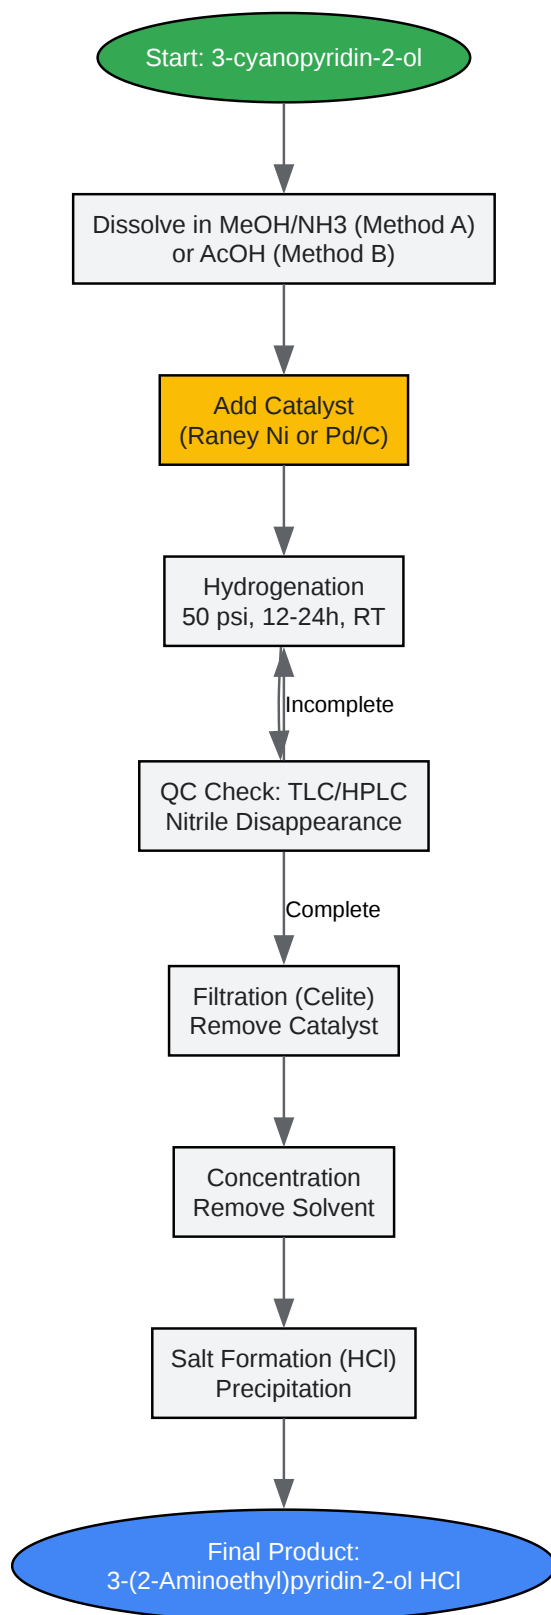 Start: 3-cyanopyridin-2-ol
Dissolve in MeOH/NH3 (Method A)
or AcOH (Method B)
Add Catalyst
(Raney Ni or Pd/C)
Hydrogenation
50 psi, 12-24h, RT
Incomplete
QC Check: TLC/HPLC
Nitrile Disappearance
Complete
Filtration (Celite)
Remove Catalyst
Concentration
Remove Solvent
Salt Formation (HCl)
Precipitation
Final Product:
3-(2-Aminoethyl)pyridin-2-ol HCl